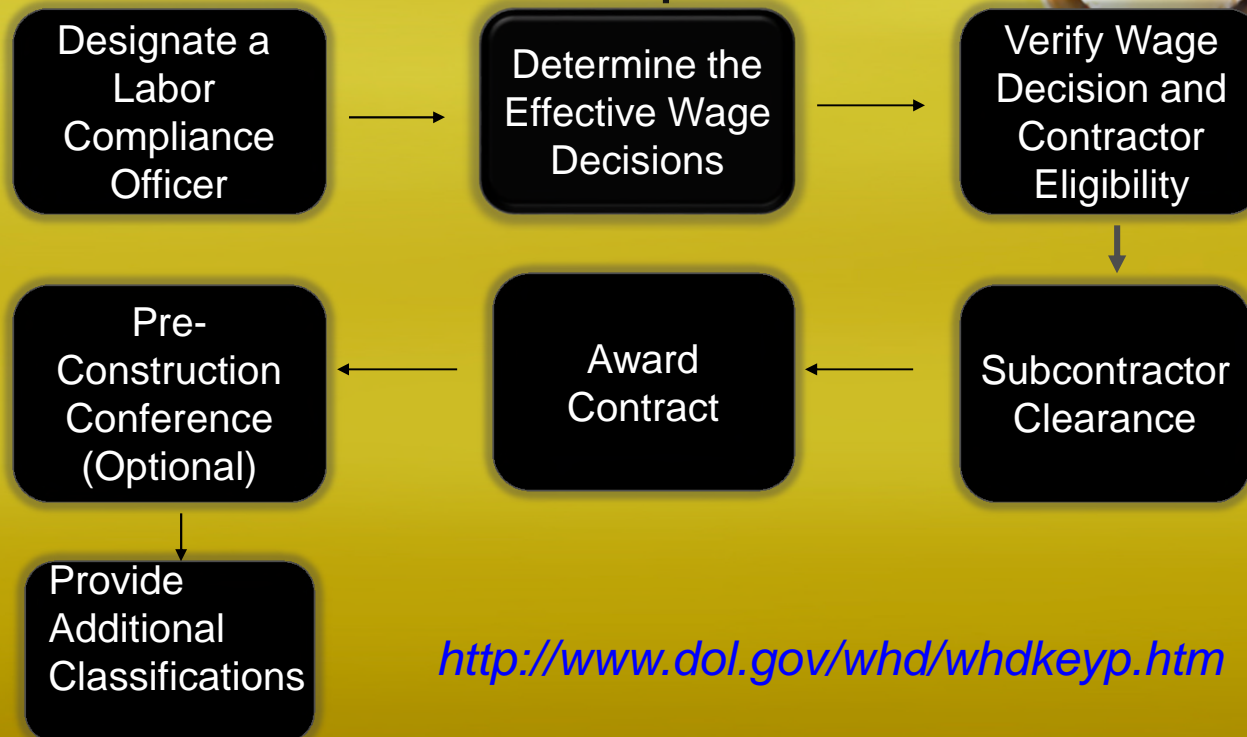 Designate a
Labor
Compliance
Officer
Determine the
Effective Wage
Decisions
Verify Wage
Decision and
Contractor
Eligibility
Subcontractor
Clearance
Award
Contract
Pre-
Construction
Conference
(Optional)
Provide
Additional
Classifications
http://www.dol.gov/whd/whdkeyp.htm